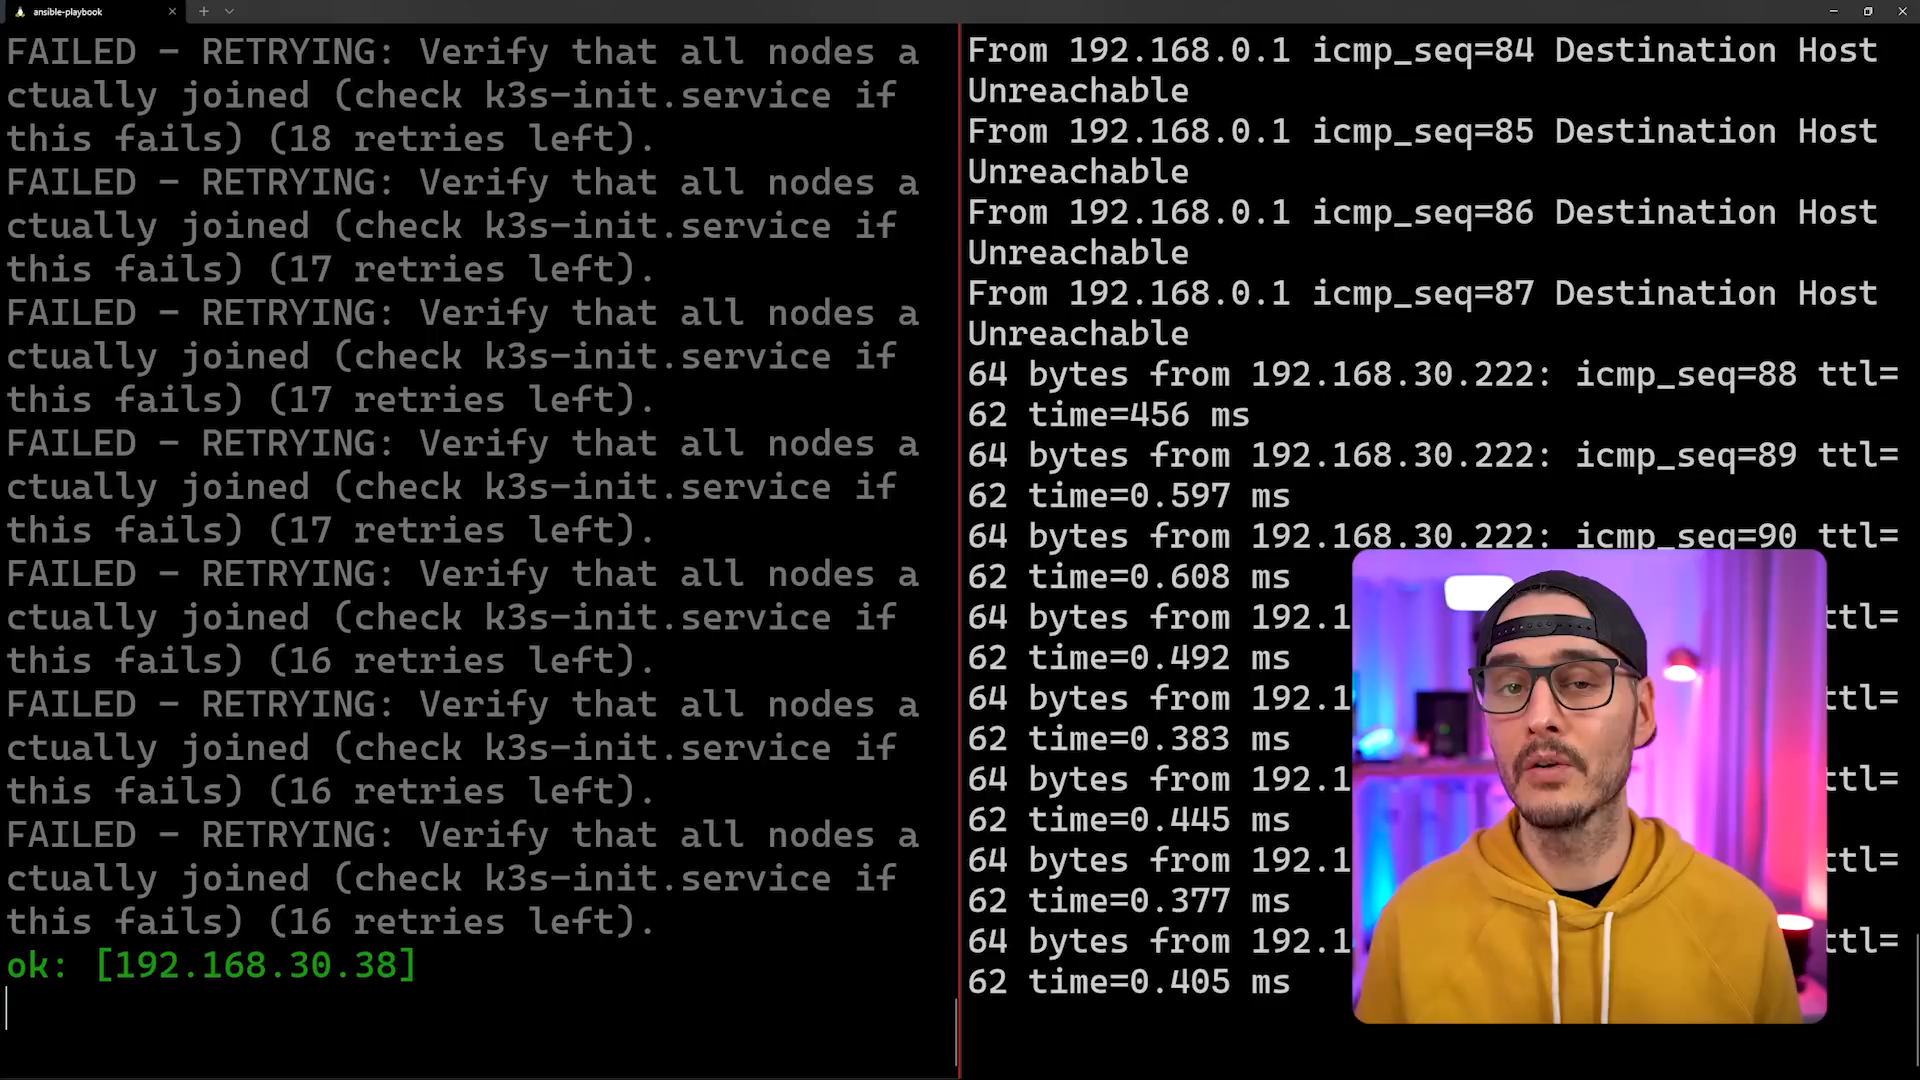 ansible-playbook
FAILED - RETRYING: Verify that all nodes a
ctually joined (check k3s-init.service if
this fails) (18 retries left).
FAILED - RETRYING: Verify that all nodes a
ctually joined (check k3s-init.service if
this fails) (17 retries left).
FAILED - RETRYING: Verify that all nodes a
ctually joined (check k3s-init.service if
this fails) (17 retries left).
FAILED - RETRYING: Verify that all nodes a
ctually joined (check k3s-init.service if
this fails) (17 retries left).
FAILED - RETRYING: Verify that all nodes a
ctually joined (check k3s-init.service if
this fails) (16 retries left).
FAILED - RETRYING: Verify that all nodes a
ctually joined (check k3s-init.service if
this fails) (16 retries left).
FAILED - RETRYING: Verify that all nodes a
ctually joined (check k3s-init.service if
this fails) (16 retries left).
ok: [192.168.30.38]
From 192.168.0.1 icmp_seq=84 Destination Host
Unreachable
From 192.168.0.1 icmp_seq=85 Destination Host
Unreachable
From 192.168.0.1 icmp_seq=86 Destination Host
Unreachable
From 192.168.0.1 icmp_seq=87 Destination Host
Unreachable
64 bytes from 192.168.30.222: icmp_seq=88 ttl=
62 time=456 ms
64 bytes from 192.168.30.222: icmp_seq=89 ttl=
62 time=0.597 ms
64 bytes from 192.168.30.222: icmp_seq=90 ttl=
62 time=0.608 ms
64 bytes from 192.1 ttl=
62 time=0.492 ms
64 bytes from 192.1 ttl=
62 time=0.383 ms
64 bytes from 192.1 ttl=
62 time=0.445 ms
64 bytes from 192.1 ttl=
62 time=0.377 ms
64 bytes from 192.1 ttl=
62 time=0.405 ms